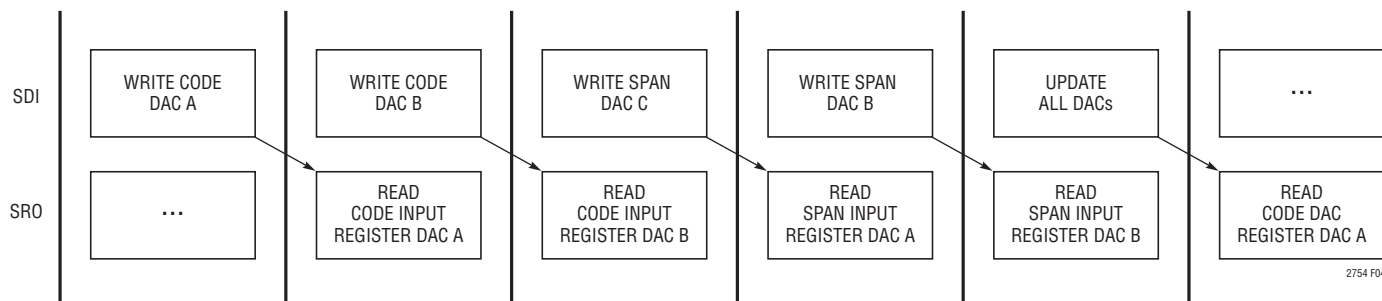 SDI
WRITE CODE
DAC A
WRITE CODE
DAC B
WRITE SPAN
DAC C
WRITE SPAN
DAC B
UPDATE
ALL DACs
...
SRO
...
READ
CODE INPUT
REGISTER DAC A
READ
CODE INPUT
REGISTER DAC B
READ
SPAN INPUT
REGISTER DAC A
READ
SPAN INPUT
REGISTER DAC B
READ
CODE DAC
REGISTER DAC A
2754 F04